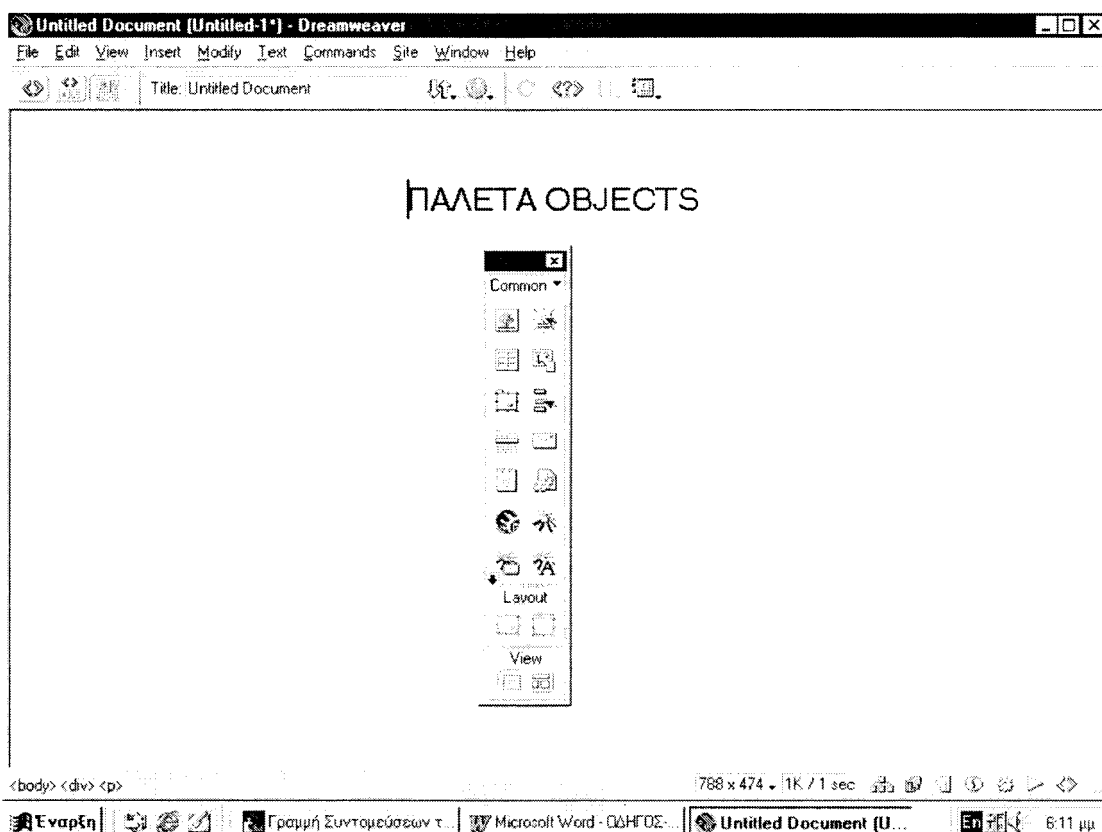 Untitled Document (Untitled-1*) - Dreamweaver
File Edit View Insert Modify Text Commands Site Window Help
Title: Untitled Document
ΠΑΛΕΤΑ OBJECTS
Common
Layout
View
<body> <div> <p>
788 x 474 1K / 1 sec
Έναρξη Γραμμή Συντομεύσεων τ... Microsoft Word - ΟΔΗΓΟΣ-... Untitled Document (U... En 6:11 μμ